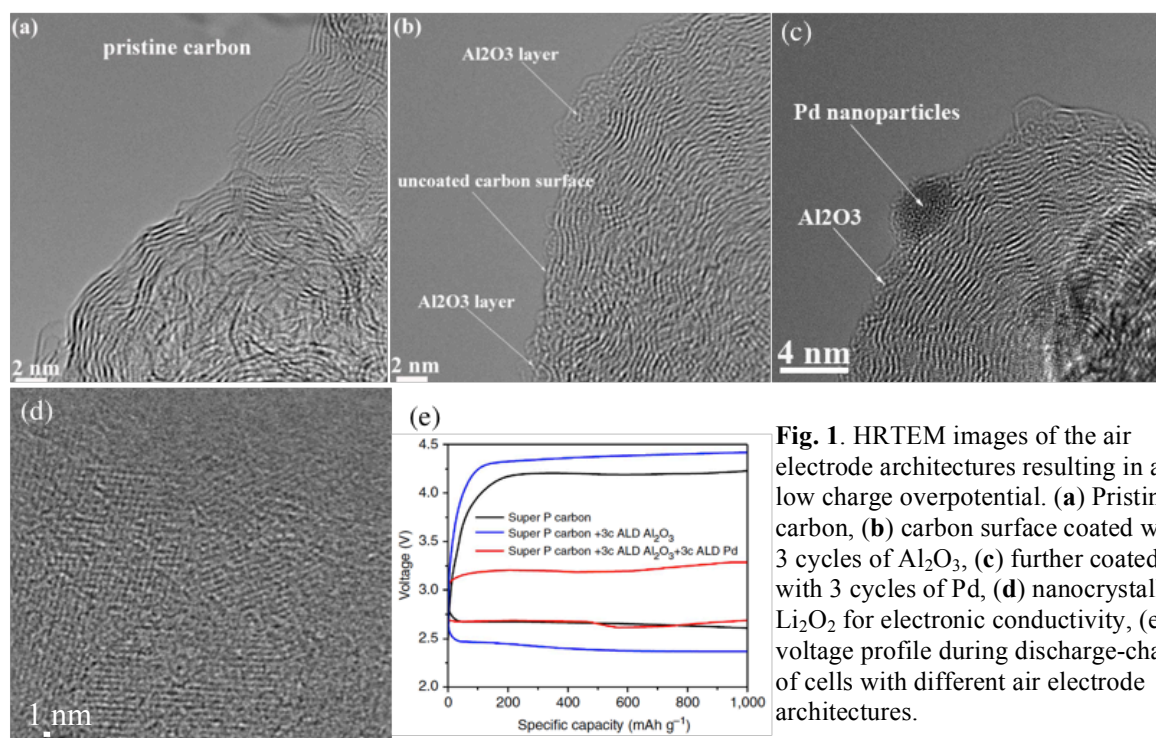 (a)
pristine carbon
2 nm
(b)
Al2O3 layer
uncoated carbon surface
Al2O3 layer
2 nm
(c)
Pd nanoparticles
Al2O3
4 nm
(d)
1 nm
(e)
4.5
4.0
3.5
3.0
2.5
2.0
Voltage (V)
Super P carbon
Super P carbon +3c ALD Al₂O₃
Super P carbon +3c ALD Al₂O₃+3c ALD Pd
0 200 400 600 800 1,000
Specific capacity (mAh g⁻¹)
Fig. 1. HRTEM images of the air
electrode architectures resulting in a
low charge overpotential. (a) Pristin
carbon, (b) carbon surface coated w
3 cycles of Al₂O₃, (c) further coated
with 3 cycles of Pd, (d) nanocrystal
Li₂O₂ for electronic conductivity, (e
voltage profile during discharge-cha
of cells with different air electrode
architectures.